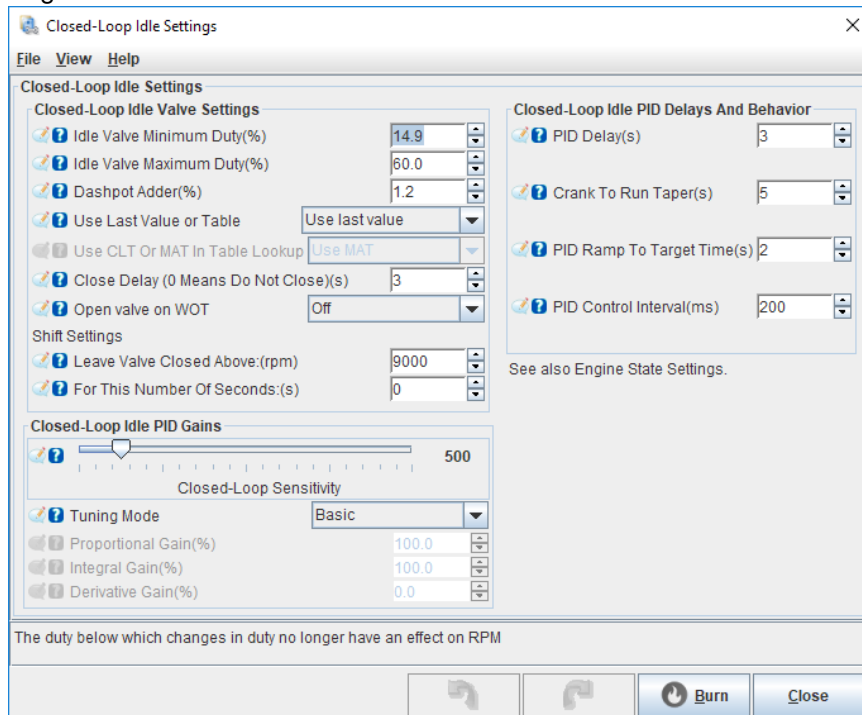 Closed-Loop Idle Settings
File View Help
Closed-Loop Idle Settings
Closed-Loop Idle Valve Settings
Idle Valve Minimum Duty(%) 14.9
Idle Valve Maximum Duty(%) 60.0
Dashpot Adder(%) 1.2
Use Last Value or Table Use last value
Use CLT Or MAT In Table Lookup Use MAT
Close Delay (0 Means Do Not Close)(s) 3
Open valve on WOT Off
Shift Settings
Leave Valve Closed Above:(rpm) 9000
For This Number Of Seconds:(s) 0
Closed-Loop Idle PID Gains
500
Closed-Loop Sensitivity
Tuning Mode Basic
Proportional Gain(%) 100.0
Integral Gain(%) 100.0
Derivative Gain(%) 0.0
Closed-Loop Idle PID Delays And Behavior
PID Delay(s) 3
Crank To Run Taper(s) 5
PID Ramp To Target Time(s) 2
PID Control Interval(ms) 200
See also Engine State Settings.
The duty below which changes in duty no longer have an effect on RPM
Burn Close